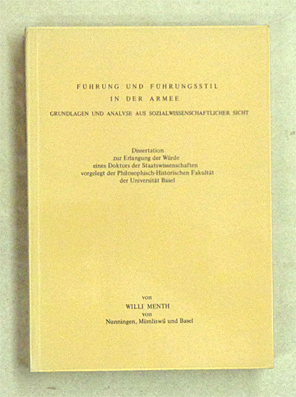 FÜHRUNG UND FÜHRUNGSSTIL
IN DER ARMEE
GRUNDLAGEN UND ANALYSE AUS SOZIALWISSENSCHAFTLICHER SICHT
Dissertation
zur Erlangung der Würde
eines Doktors der Staatswissenschaften
vorgelegt der Philosophisch-Historischen Fakultät
der Universität Basel
von
WILLI MENTH
von
Nunningen, Mümliswil und Basel